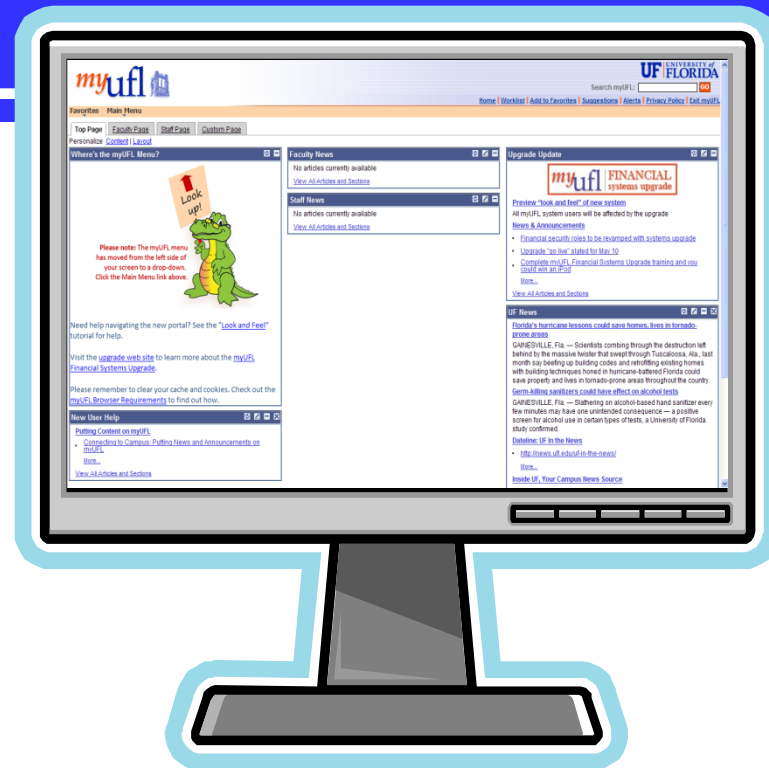 myufl
UF UNIVERSITY of FLORIDA
Search myUFL: GO
Home | Worklist | Add to Favorites | Suggestions | Alerts | Privacy Policy | Exit myUFL
Favorites Main Menu
Top Page Faculty Page Staff Page Custom Page
Personalize Content | Layout
Where's the myUFL Menu?
Look
up!
Please note: The myUFL menu
has moved from the left side of
your screen to a drop-down.
Click the Main Menu link above.
Need help navigating the new portal? See the "Look and Feel"
tutorial for help.
Visit the upgrade web site to learn more about the myUFL
Financial Systems Upgrade.
Please remember to clear your cache and cookies. Check out the
myUFL Browser Requirements to find out how.
New User Help
Putting Content on myUFL
Connecting to Campus: Putting News and Announcements on
myUFL
More...
View All Articles and Sections
Faculty News
No articles currently available
View All Articles and Sections
Staff News
No articles currently available
View All Articles and Sections
Upgrade Update
myufl FINANCIAL
systems upgrade
Preview "look and feel" of new system
All myUFL system users will be affected by the upgrade
News & Announcements
Financial security roles to be revamped with systems upgrade
Upgrade "go live" slated for May 10
Complete myUFL Financial Systems Upgrade training and you
could win an iPod
More...
View All Articles and Sections
UF News
Florida's hurricane lessons could save homes, lives in tornado-
prone areas
GAINESVILLE, Fla. — Scientists combing through the destruction left
behind by the massive twister that swept through Tuscaloosa, Ala., last
month say beefing up building codes and retrofitting existing homes
with building techniques honed in hurricane-battered Florida could
save property and lives in tornado-prone areas throughout the country.
Germ-killing sanitizers could have effect on alcohol tests
GAINESVILLE, Fla. — Slathering on alcohol-based hand sanitizer every
few minutes may have one unintended consequence — a positive
screen for alcohol use in certain types of tests, a University of Florida
study confirmed.
Dateline: UF in the News
http://news.ufl.edu/uf-in-the-news/
More...
Inside UF, Your Campus News Source